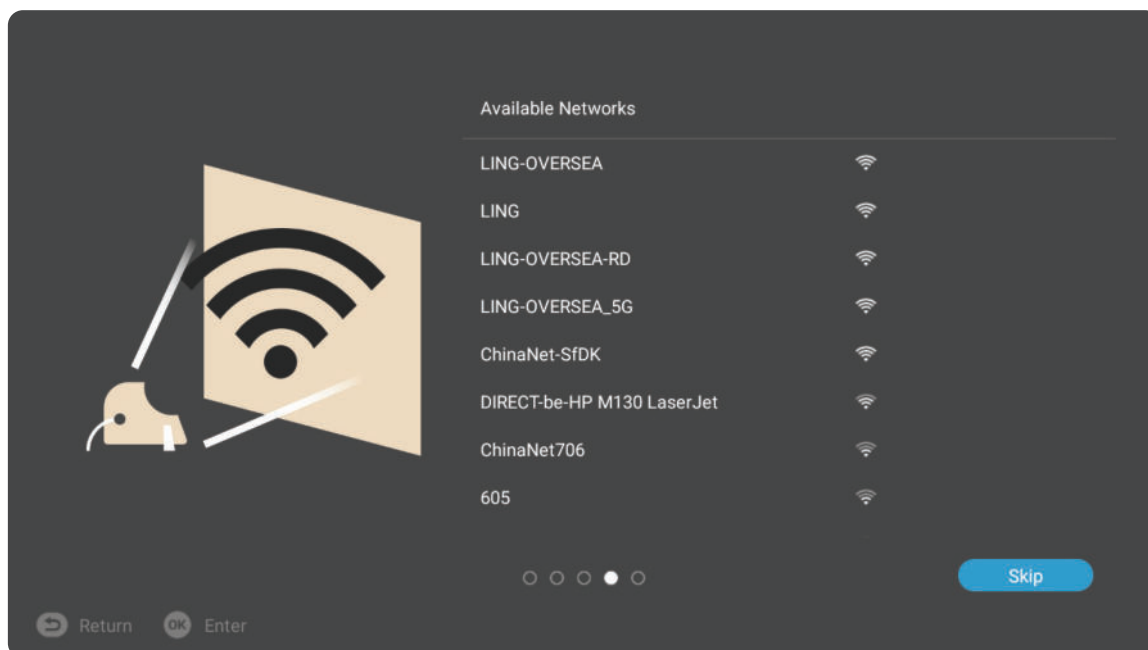 Available Networks
LING-OVERSEA
LING
LING-OVERSEA-RD
LING-OVERSEA_5G
ChinaNet-SfDK
DIRECT-be-HP M130 LaserJet
ChinaNet706
605
Skip
Return OK Enter